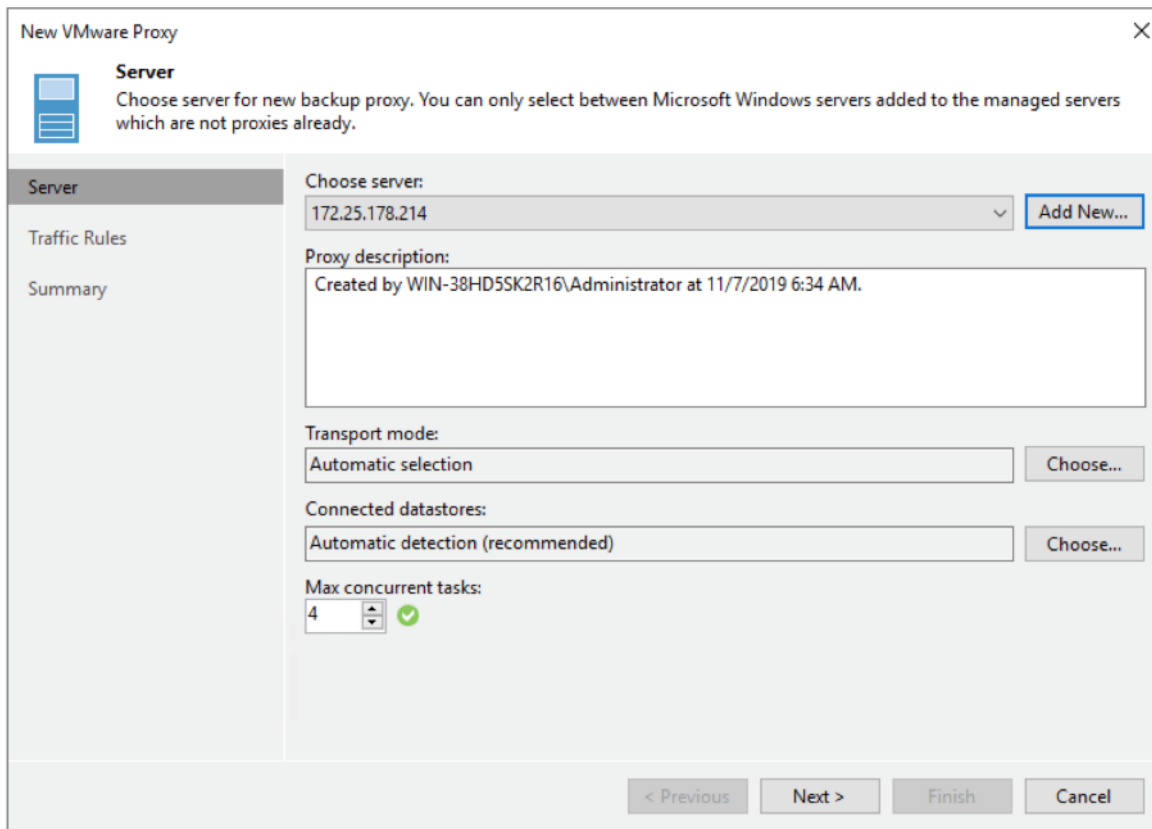 New VMware Proxy
Server
Choose server for new backup proxy. You can only select between Microsoft Windows servers added to the managed servers
which are not proxies already.
Server
Traffic Rules
Summary
Choose server:
172.25.178.214
Add New...
Proxy description:
Created by WIN-38HD5SK2R16\Administrator at 11/7/2019 6:34 AM.
Transport mode:
Automatic selection
Choose...
Connected datastores:
Automatic detection (recommended)
Choose...
Max concurrent tasks:
4
< Previous
Next >
Finish
Cancel